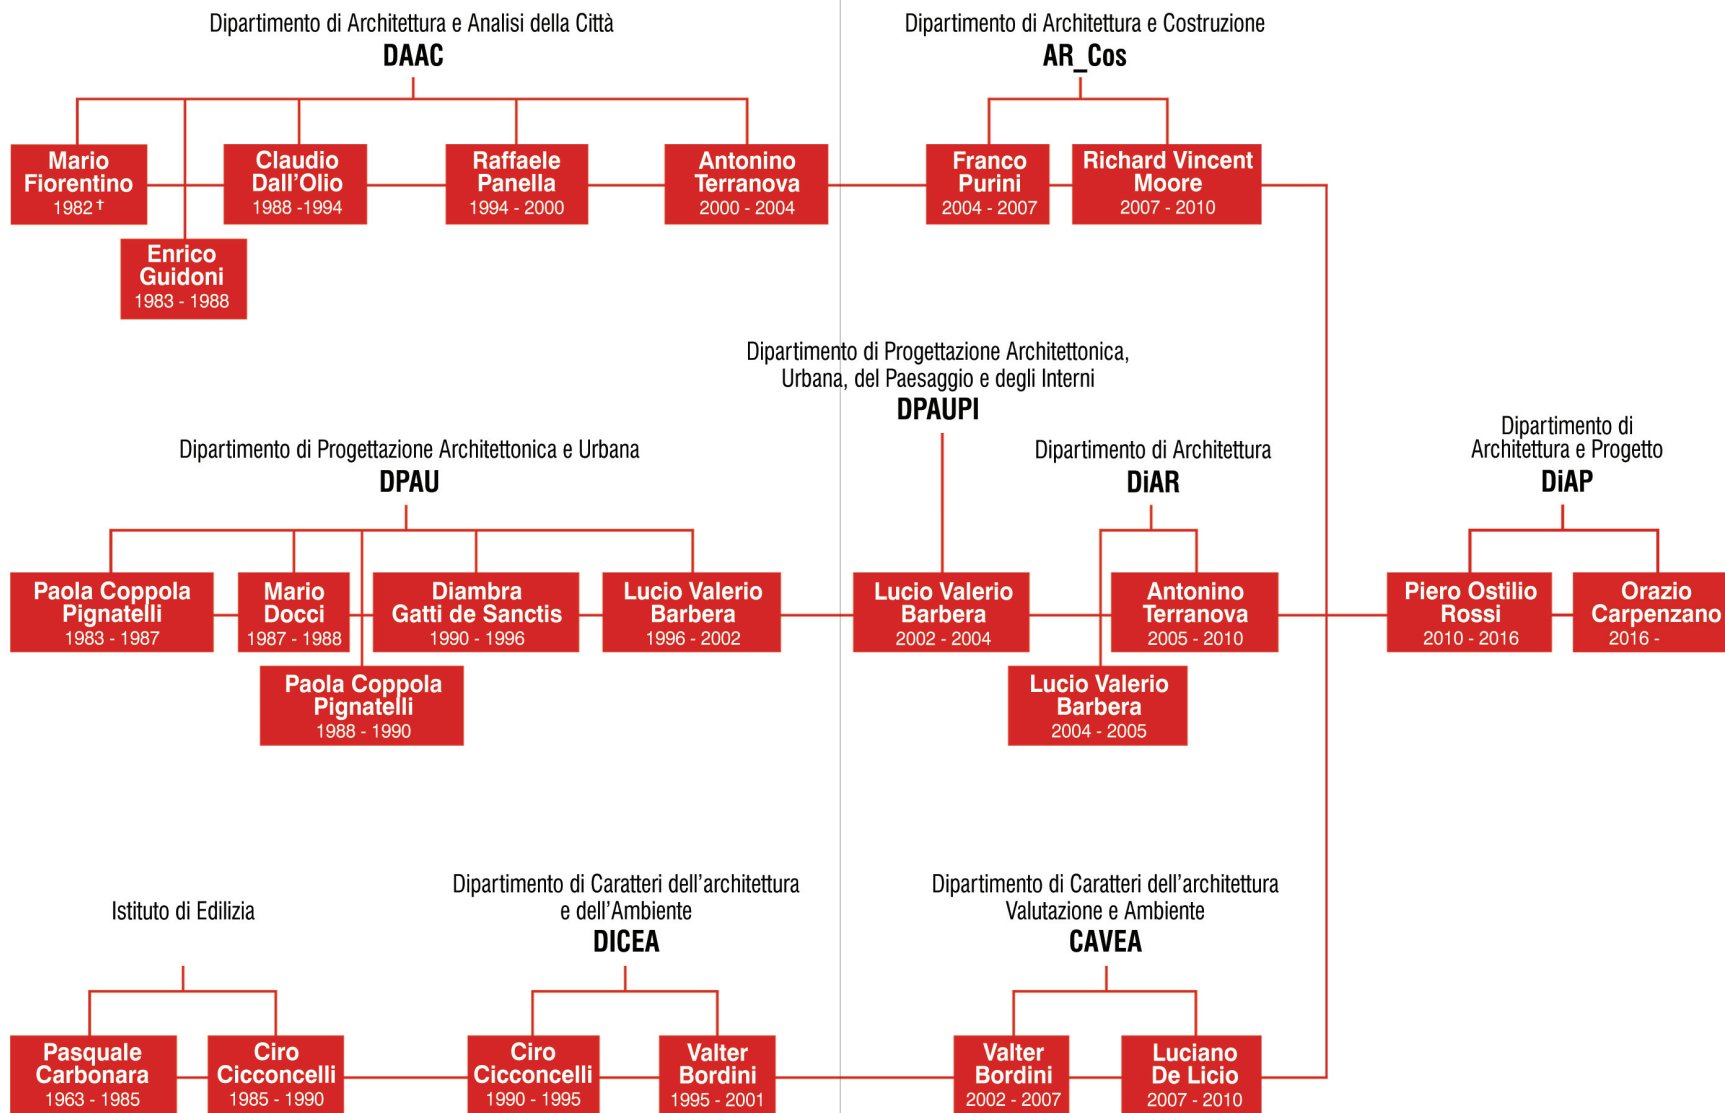 Dipartimento di Architettura e Analisi della Città
DAAC
Dipartimento di Architettura e Costruzione
AR_Cos
Mario
Fiorentino
1982 †
Claudio
Dall'Olio
1988 -1994
Raffaele
Panella
1994 - 2000
Antonino
Terranova
2000 - 2004
Franco
Purini
2004 - 2007
Richard Vincent
Moore
2007 - 2010
Enrico
Guidoni
1983 - 1988
Dipartimento di Progettazione Architettonica,
Urbana, del Paesaggio e degli Interni
DPAUPI
Dipartimento di Progettazione Architettonica e Urbana
DPAU
Dipartimento di Architettura
DiAR
Dipartimento di
Architettura e Progetto
DiAP
Paola Coppola
Pignatelli
1983 - 1987
Mario
Docci
1987 - 1988
Diambra
Gatti de Sanctis
1990 - 1996
Lucio Valerio
Barbera
1996 - 2002
Lucio Valerio
Barbera
2002 - 2004
Antonino
Terranova
2005 - 2010
Piero Ostilio
Rossi
2010 - 2016
Orazio
Carpenzano
2016 -
Paola Coppola
Pignatelli
1988 - 1990
Lucio Valerio
Barbera
2004 - 2005
Istituto di Edilizia
Dipartimento di Caratteri dell'architettura
e dell'Ambiente
DICEA
Dipartimento di Caratteri dell'architettura
Valutazione e Ambiente
CAVEA
Pasquale
Carbonara
1963 - 1985
Ciro
Cicconcelli
1985 - 1990
Ciro
Cicconcelli
1990 - 1995
Valter
Bordini
1995 - 2001
Valter
Bordini
2002 - 2007
Luciano
De Licio
2007 - 2010